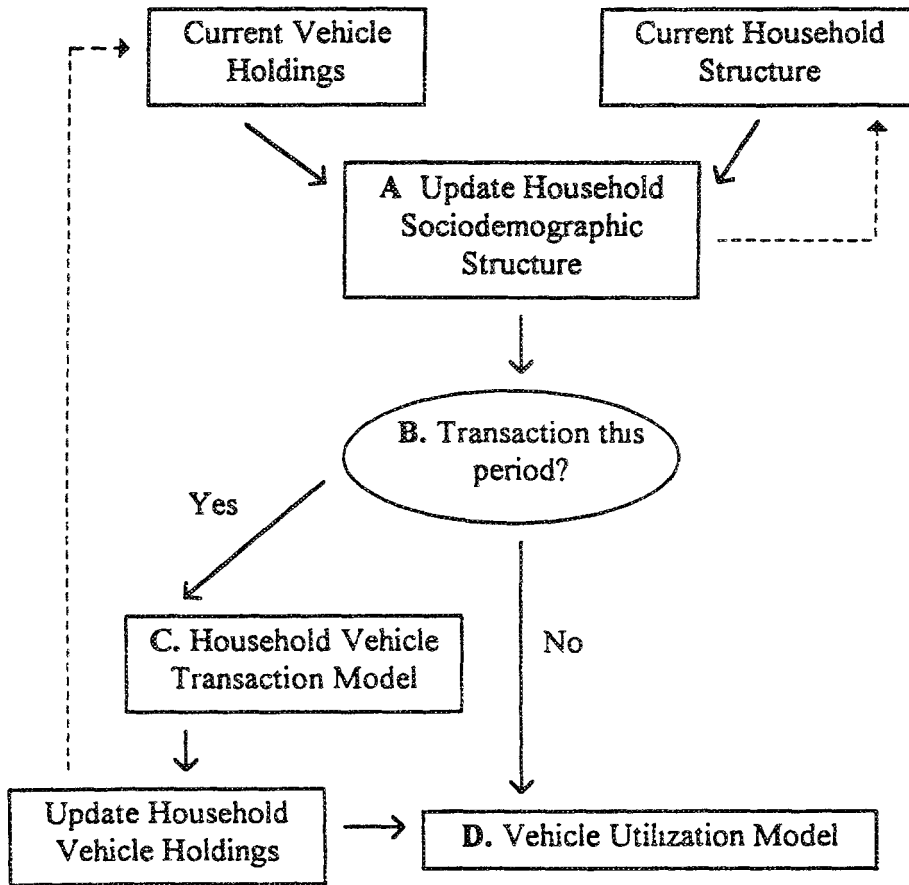 Current Vehicle
Holdings
Current Household
Structure
A Update Household
Sociodemographic
Structure
B. Transaction this
period?
Yes
No
C. Household Vehicle
Transaction Model
Update Household
Vehicle Holdings
D. Vehicle Utilization Model